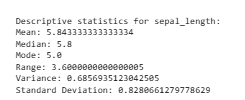 Descriptive statistics for sepal_length:
Mean: 5.843333333333334
Median: 5.8
Mode: 5.0
Range: 3.6000000000000005
Variance: 0.6856935123042505
Standard Deviation: 0.8280661279778629